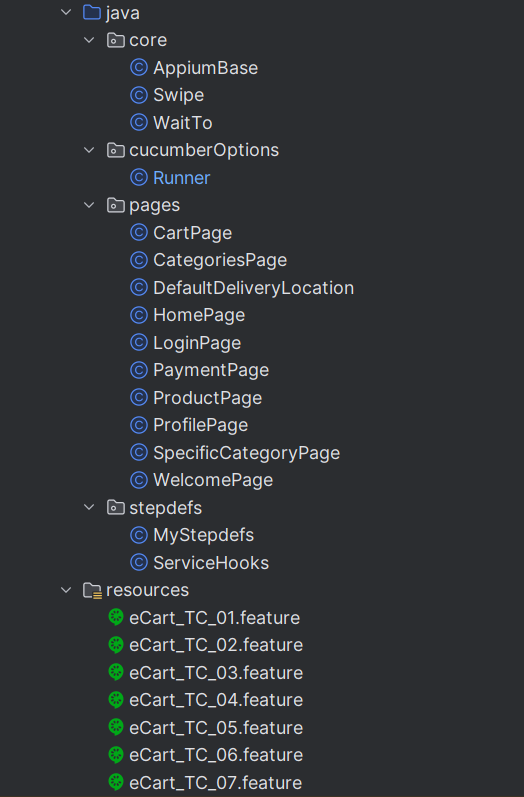 java
core
AppiumBase
Swipe
WaitTo
cucumberOptions
Runner
pages
CartPage
CategoriesPage
DefaultDeliveryLocation
HomePage
LoginPage
PaymentPage
ProductPage
ProfilePage
SpecificCategoryPage
WelcomePage
stepdefs
MyStepdefs
ServiceHooks
resources
eCart_TC_01.feature
eCart_TC_02.feature
eCart_TC_03.feature
eCart_TC_04.feature
eCart_TC_05.feature
eCart_TC_06.feature
eCart_TC_07.feature